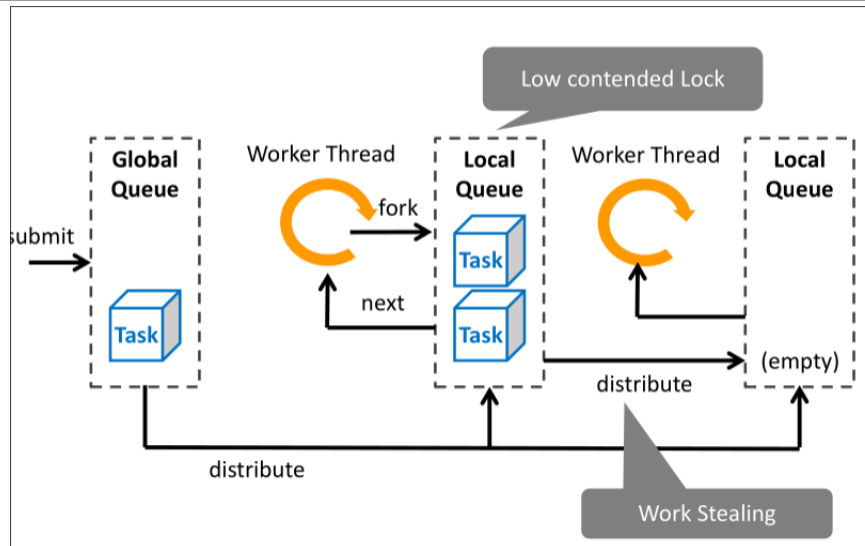 Low contended Lock
Global
Queue
Worker Thread
Local
Queue
Worker Thread
Local
Queue
submit
fork
Task
Task
next
Task
(empty)
distribute
distribute
Work Stealing